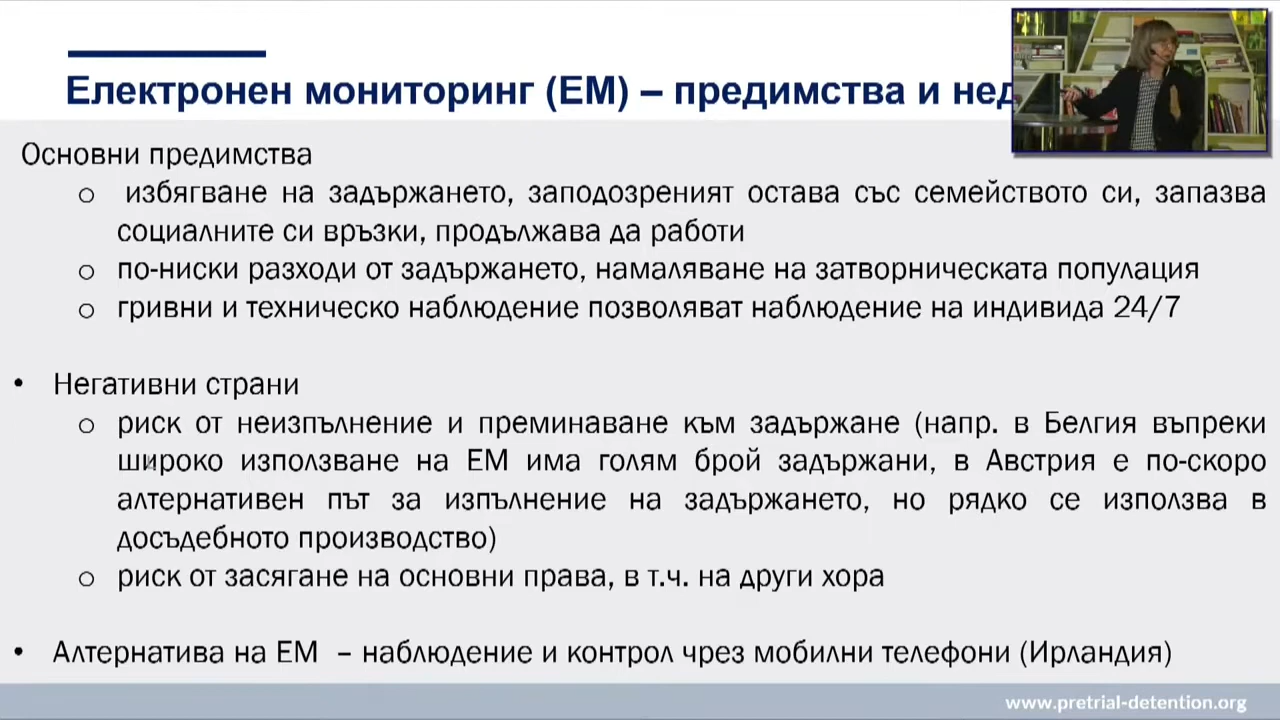 Електронен мониторинг (ЕМ) – предимства и нед
Основни предимства
o избягване на задържането, заподозреният остава със семейството си, запазва
социалните си връзки, продължава да работи
o по-ниски разходи от задържането, намаляване на затворническата популация
o гривни и техническо наблюдение позволяват наблюдение на индивида 24/7
• Негативни страни
o риск от неизпълнение и преминаване към задържане (напр. в Белгия въпреки
широко използване на ЕМ има голям брой задържани, в Австрия е по-скоро
алтернативен път за изпълнение на задържането, но рядко се използва в
досъдебното производство)
o риск от засягане на основни права, в т.ч. на други хора
• Алтернатива на ЕМ – наблюдение и контрол чрез мобилни телефони (Ирландия)
www.pretrial-detention.org